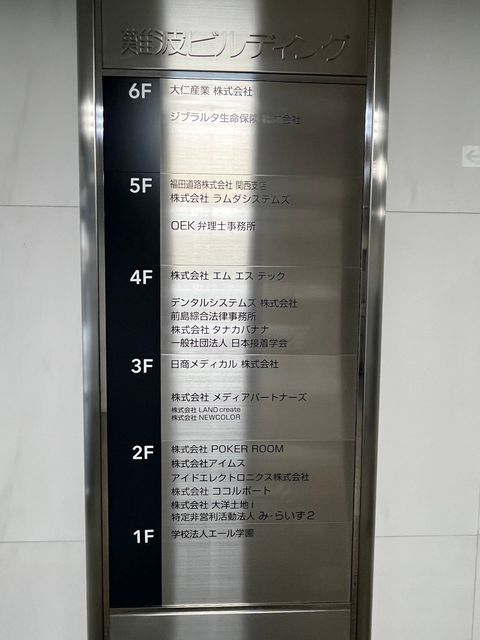 難波ビルディング
6F 大仁産業 株式会社
ジブラルタ生命保険 株式会社
5F 福田道路株式会社 関西支店
株式会社 ラムダシステムズ
OEK 弁理士事務所
4F 株式会社 エム エス テック
デンタルシステムズ 株式会社
前島綜合法律事務所
株式会社 タナカバナナ
一般社団法人 日本接着学会
3F 日商メディカル 株式会社
株式会社 メディアパートナーズ
株式会社 LAND create
株式会社 NEWCOLOR
2F 株式会社 POKER ROOM
株式会社アイムス
アイドエレクトロニクス株式会社
株式会社 ココルポート
株式会社 大洋土地 i
特定非営利活動法人 み・らいず2
1F 学校法人エール学園